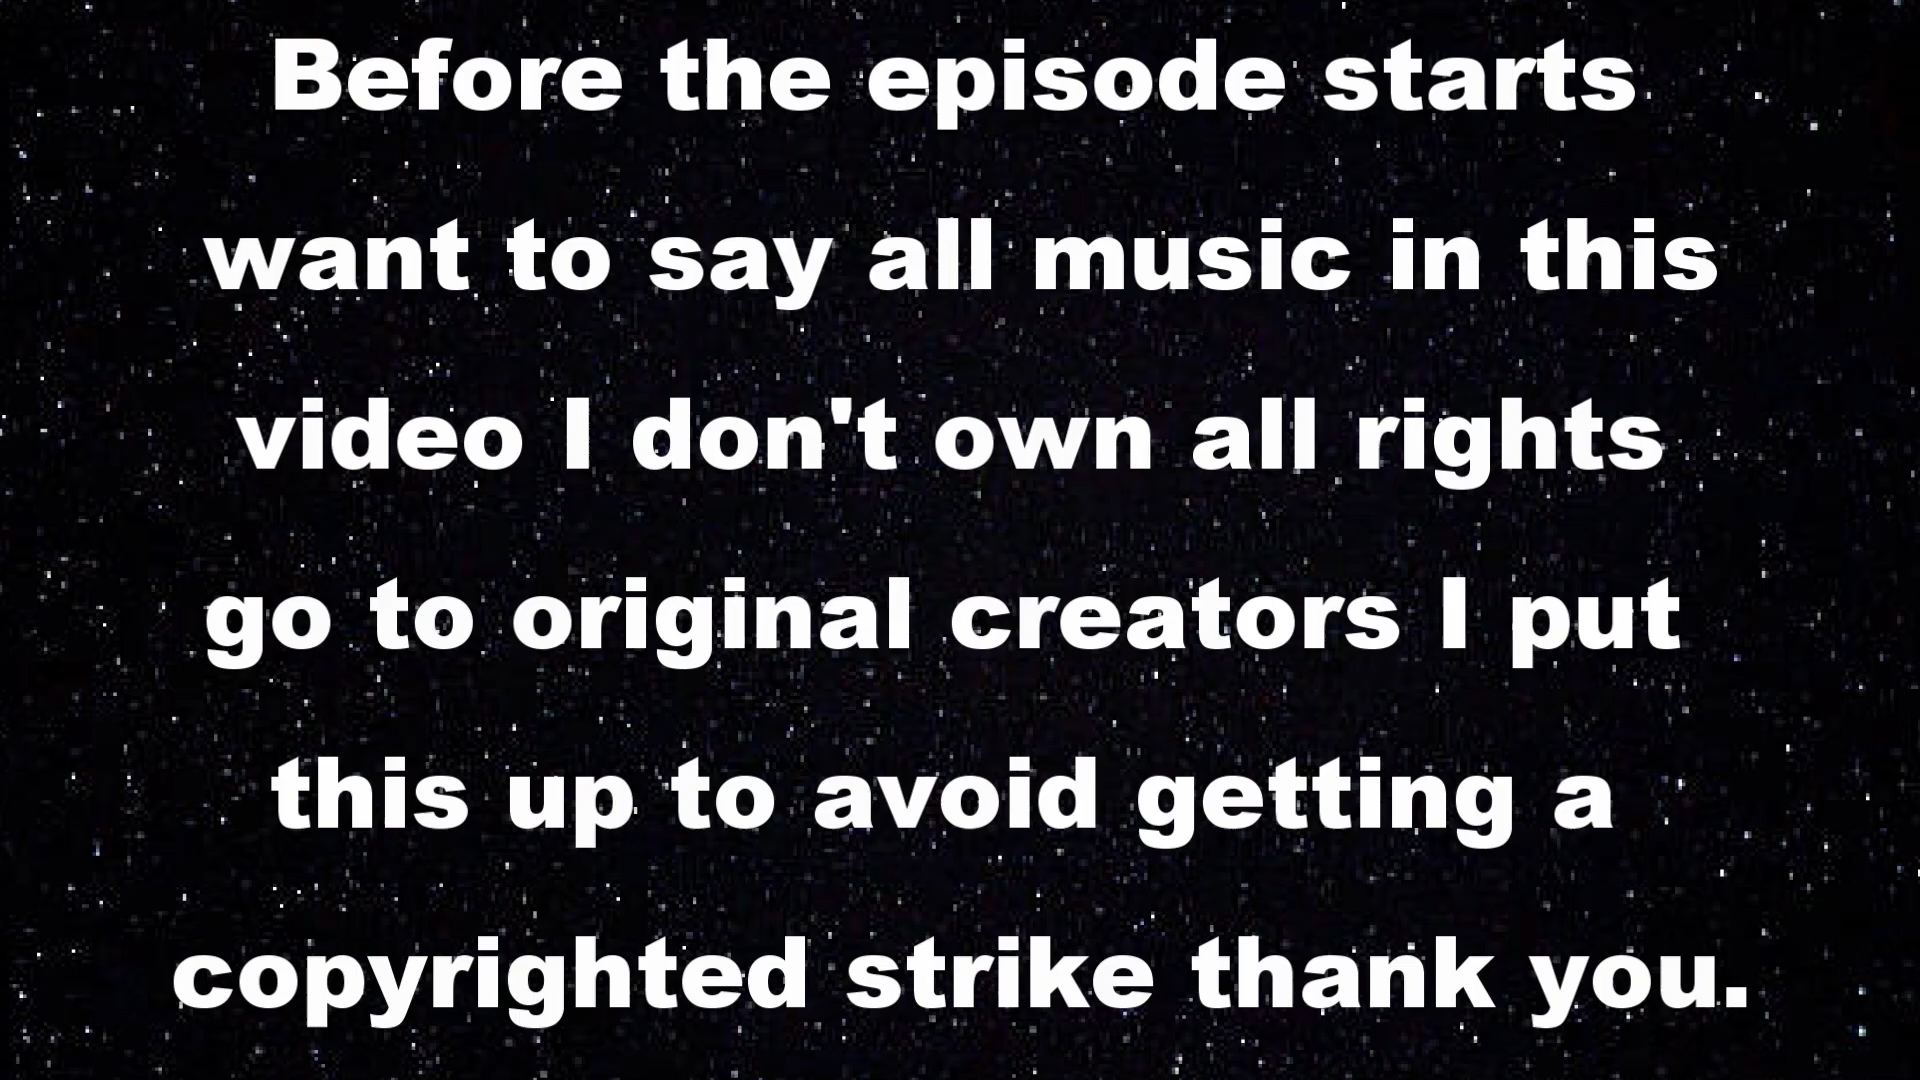 Before the episode starts
want to say all music in this
video I don't own all rights
go to original creators I put
this up to avoid getting a
copyrighted strike thank you.